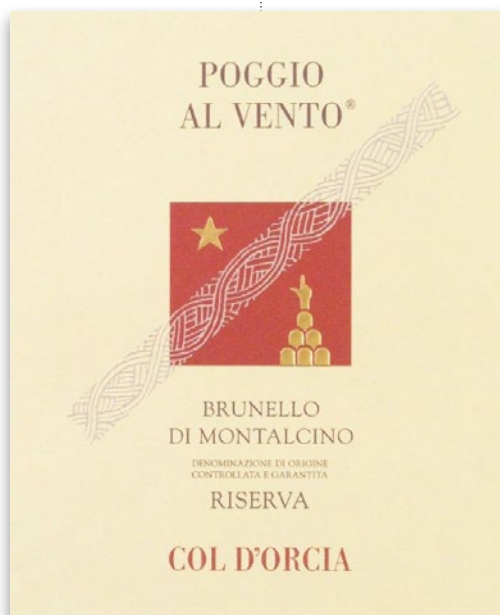 POGGIO
AL VENTO®
BRUNELLO
DI MONTALCINO
DENOMINAZIONE DI ORIGINE
CONTROLLATA E GARANTITA
RISERVA
COL D'ORCIA